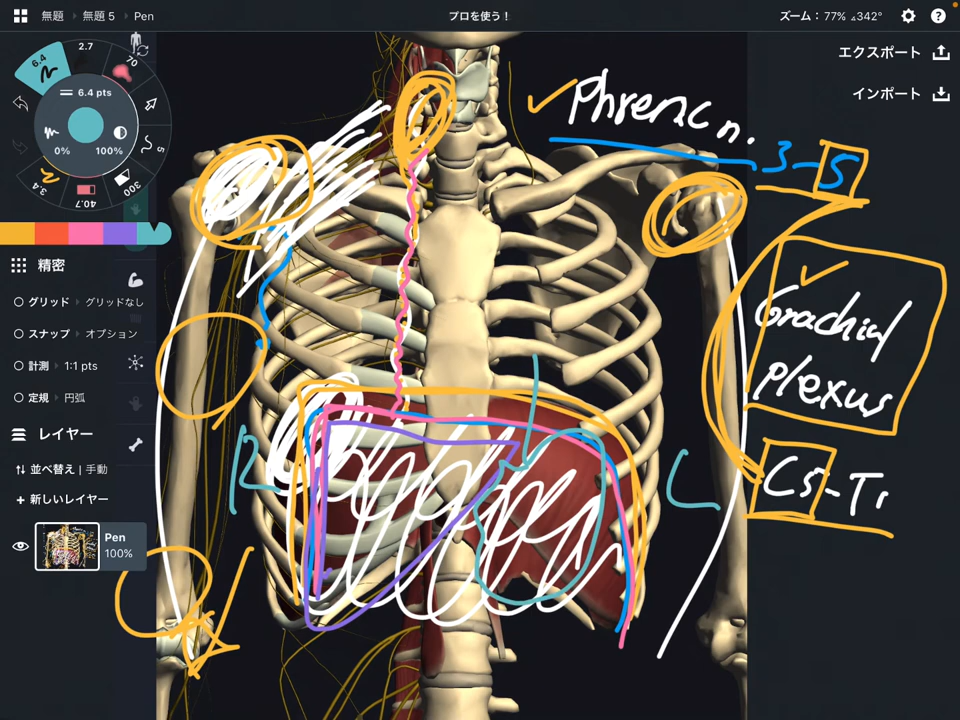 無題 無題 5 Pen
プロを使う！
ズーム：77% ⊿342°
エクスポート
インポート
2.7
6.4
70
6.4 pts
0% 100%
5
3.4
40.7
300
精密
グリッド グリッドなし
スナップ オプション
計測 1:1 pts
定規 円弧
レイヤー
並べ替え | 手動
+ 新しいレイヤー
Pen
100%
Phrenic n.
3-5
Brachial
plexus
C5-T1
R
L